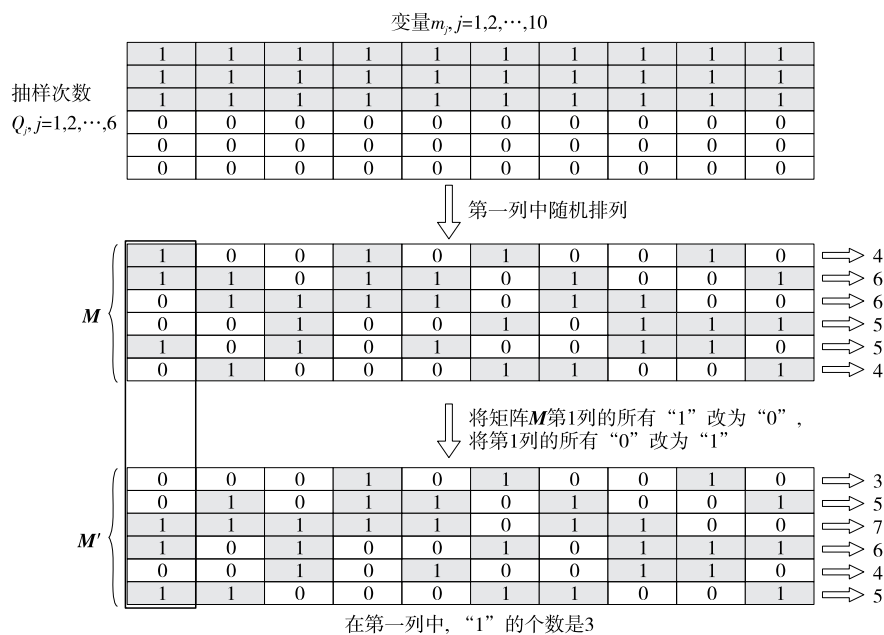 变量mⱼ, j=1,2,⋯,10
1 1 1 1 1 1 1 1 1 1
1 1 1 1 1 1 1 1 1 1
1 1 1 1 1 1 1 1 1 1
抽样次数
Qⱼ, j=1,2,⋯,6
0 0 0 0 0 0 0 0 0 0
0 0 0 0 0 0 0 0 0 0
0 0 0 0 0 0 0 0 0 0
第一列中随机排列
M
1 0 0 1 0 1 0 0 1 0 4
1 1 0 1 1 0 1 0 0 1 6
0 1 1 1 1 0 1 1 0 0 6
0 0 1 0 0 1 0 1 1 1 5
1 0 1 0 1 0 0 1 1 0 5
0 1 0 0 0 1 1 0 0 1 4
将矩阵M第1列的所有“1”改为“0”,
将第1列的所有“0”改为“1”
M′
0 0 0 1 0 1 0 0 1 0 3
0 1 0 1 1 0 1 0 0 1 5
1 1 1 1 1 0 1 1 0 0 7
1 0 1 0 0 1 0 1 1 1 6
0 0 1 0 1 0 0 1 1 0 4
1 1 0 0 0 1 1 0 0 1 5
在第一列中, “1”的个数是3